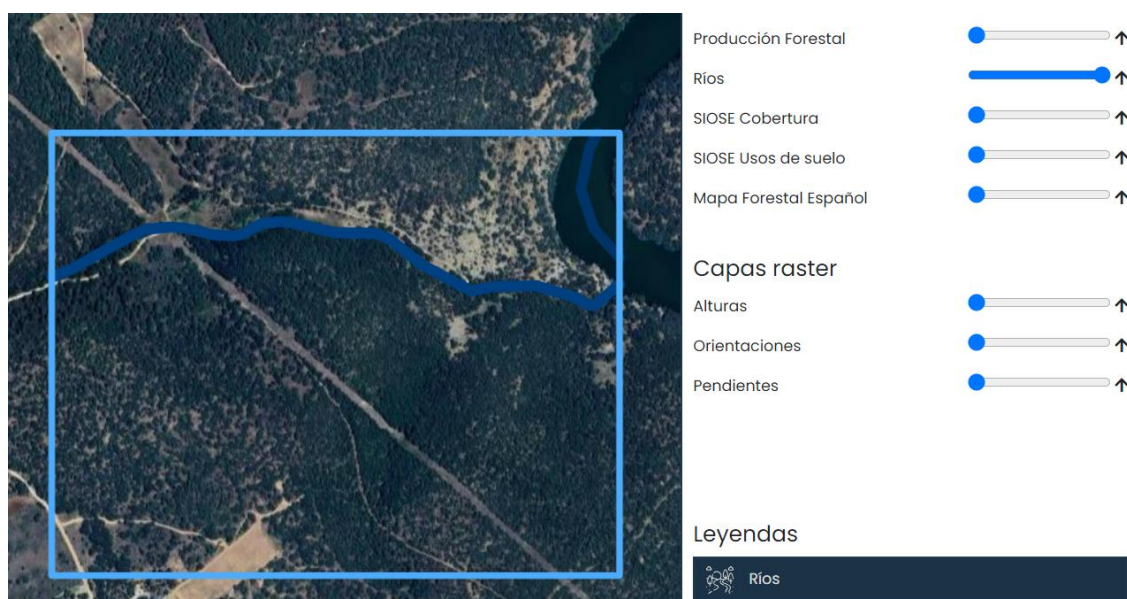 Producción Forestal
Ríos
SIOSE Cobertura
SIOSE Usos de suelo
Mapa Forestal Español
Capas raster
Alturas
Orientaciones
Pendientes
Leyendas
Ríos